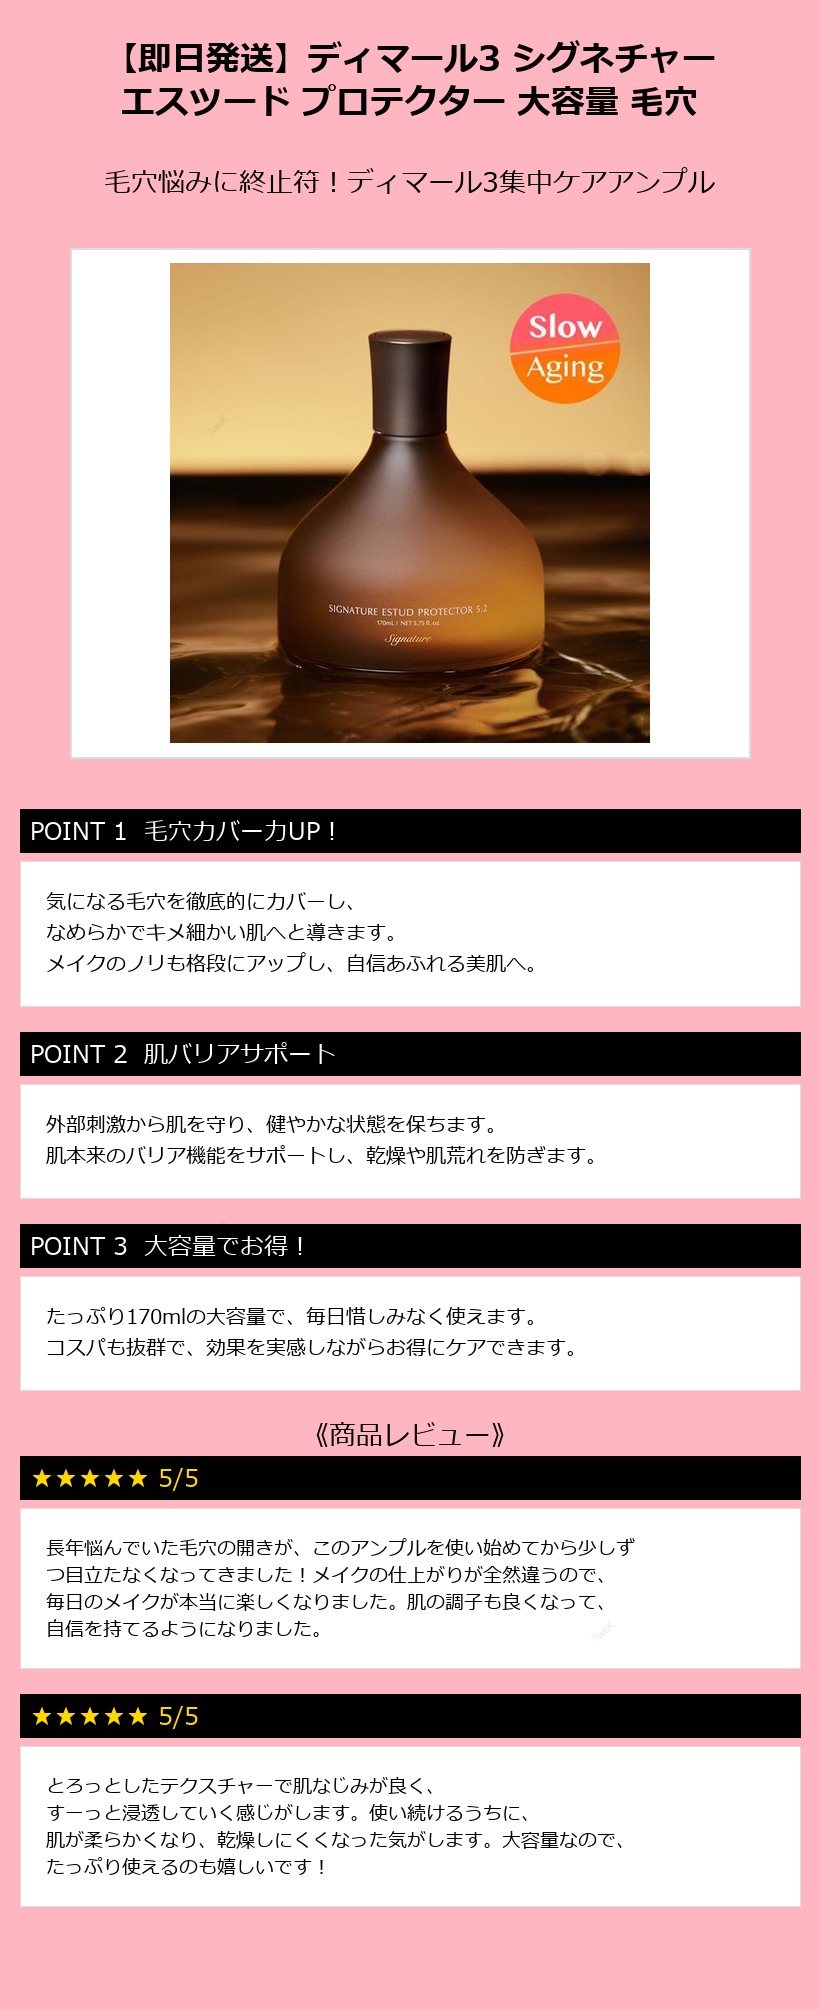 【即日発送】ディマール3 シグネチャー
エスツード プロテクター 大容量 毛穴
毛穴悩みに終止符！ディマール3集中ケアアンプル
Slow
Aging
SIGNATURE ESTUD PROTECTOR 5.2
170mL | NET 5.75 fl. oz.
Signature
POINT 1 毛穴カバー力UP！
気になる毛穴を徹底的にカバーし、
なめらかでキメ細かい肌へと導きます。
メイクのノリも格段にアップし、自信あふれる美肌へ。
POINT 2 肌バリアサポート
外部刺激から肌を守り、健やかな状態を保ちます。
肌本来のバリア機能をサポートし、乾燥や肌荒れを防ぎます。
POINT 3 大容量でお得！
たっぷり170mlの大容量で、毎日惜しみなく使えます。
コスパも抜群で、効果を実感しながらお得にケアできます。
《商品レビュー》
★★★★★ 5/5
長年悩んでいた毛穴の開きが、このアンプルを使い始めてから少しず
つ目立たなくなってきました！メイクの仕上がりが全然違うので、
毎日のメイクが本当に楽しくなりました。肌の調子も良くなって、
自信を持てるようになりました。
★★★★★ 5/5
とろっとしたテクスチャーで肌なじみが良く、
すーっと浸透していく感じがします。使い続けるうちに、
肌が柔らかくなり、乾燥しにくくなった気がします。大容量なので、
たっぷり使えるのも嬉しいです！